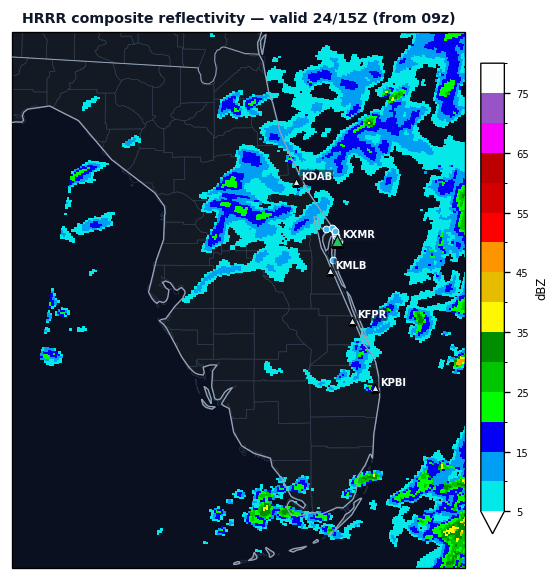 HRRR composite reflectivity — valid 24/15Z (from 09z)
KDAB
KXMR
KMLB
KFPR
KPBI
75
65
55
45
35
25
15
5
dBZ